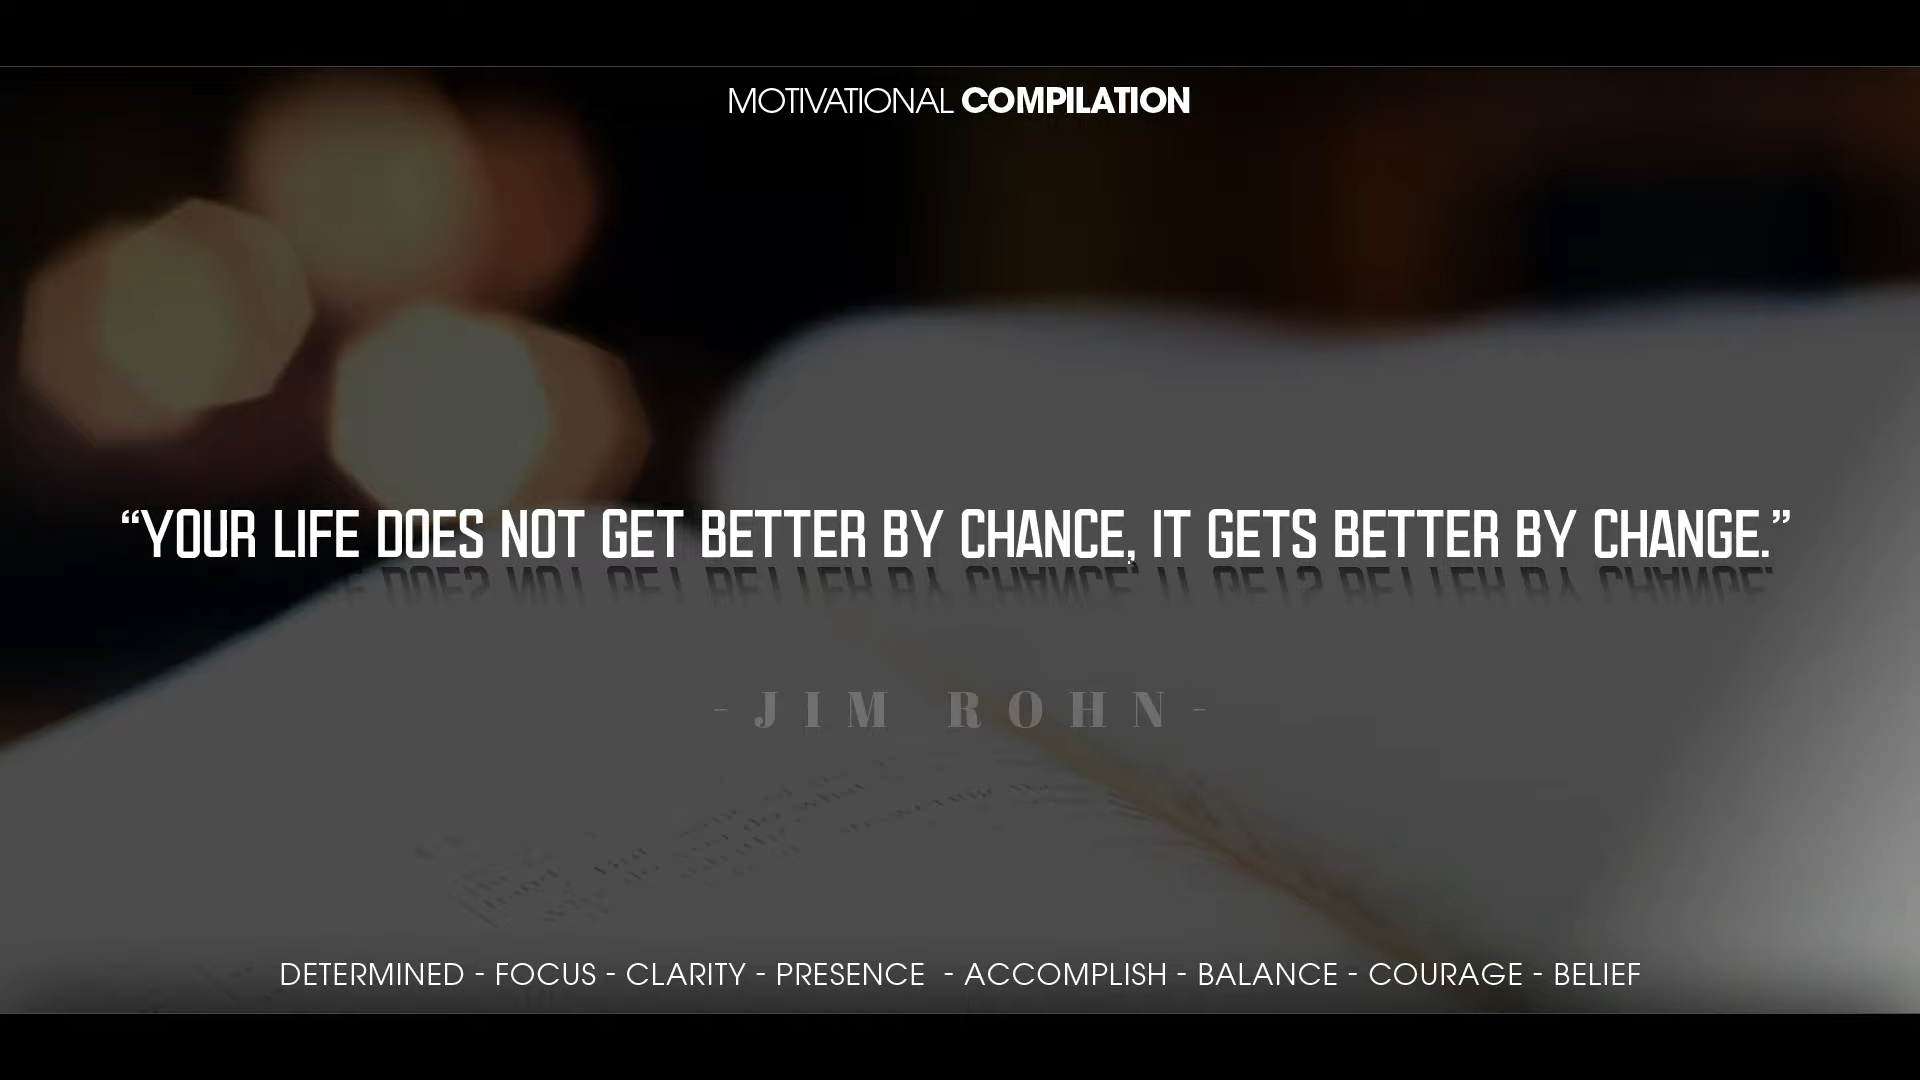 MOTIVATIONAL COMPILATION
“YOUR LIFE DOES NOT GET BETTER BY CHANCE, IT GETS BETTER BY CHANGE.”
- JIM ROHN -
DETERMINED - FOCUS - CLARITY - PRESENCE - ACCOMPLISH - BALANCE - COURAGE - BELIEF